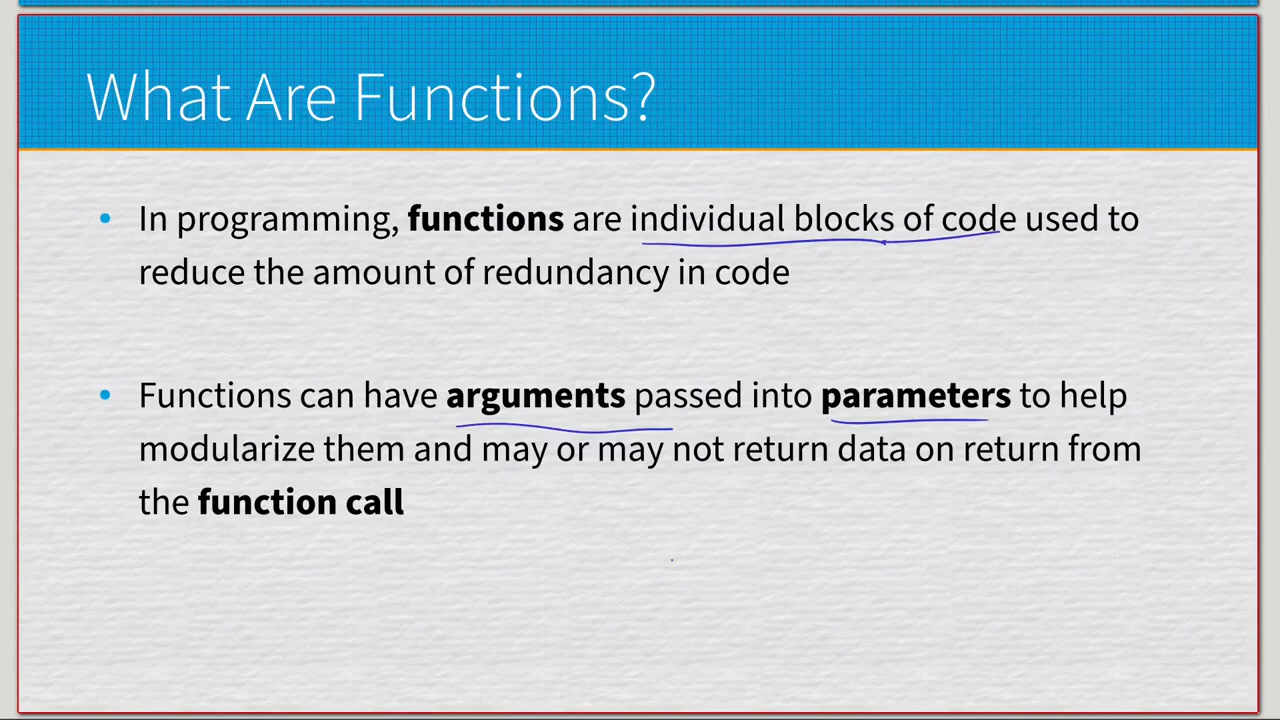 What Are Functions?
• In programming, functions are individual blocks of code used to
reduce the amount of redundancy in code
• Functions can have arguments passed into parameters to help
modularize them and may or may not return data on return from
the function call